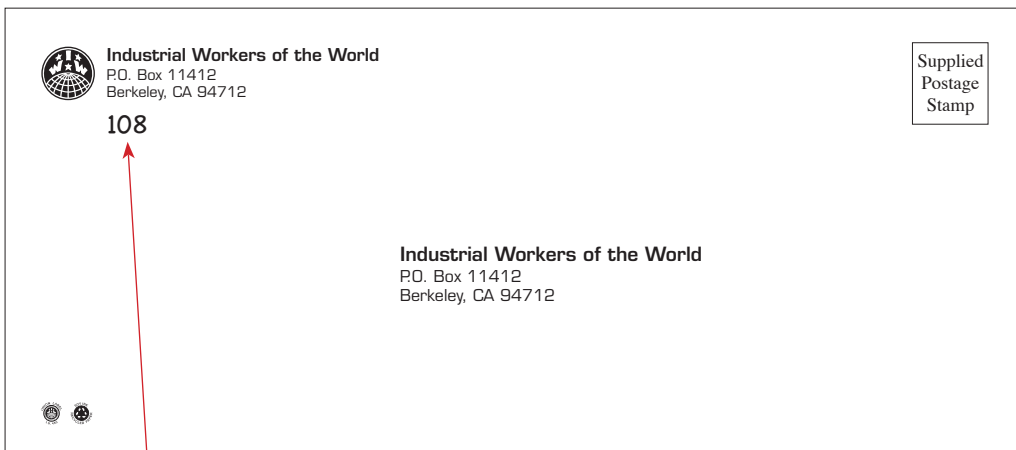 Industrial Workers of the World
P.O. Box 11412
Berkeley, CA 94712
108
Supplied
Postage
Stamp
Industrial Workers of the World
P.O. Box 11412
Berkeley, CA 94712